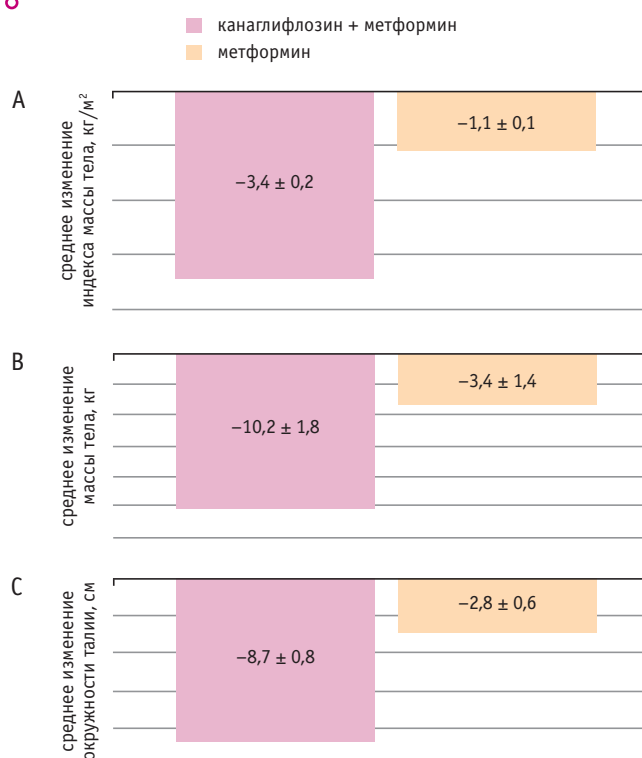 канаглифлозин + метформин
метформин
A
среднее изменение
индекса массы тела, кг/м²
−3,4 ± 0,2
−1,1 ± 0,1
B
среднее изменение
массы тела, кг
−10,2 ± 1,8
−3,4 ± 1,4
C
среднее изменение
окружности талии, см
−8,7 ± 0,8
−2,8 ± 0,6